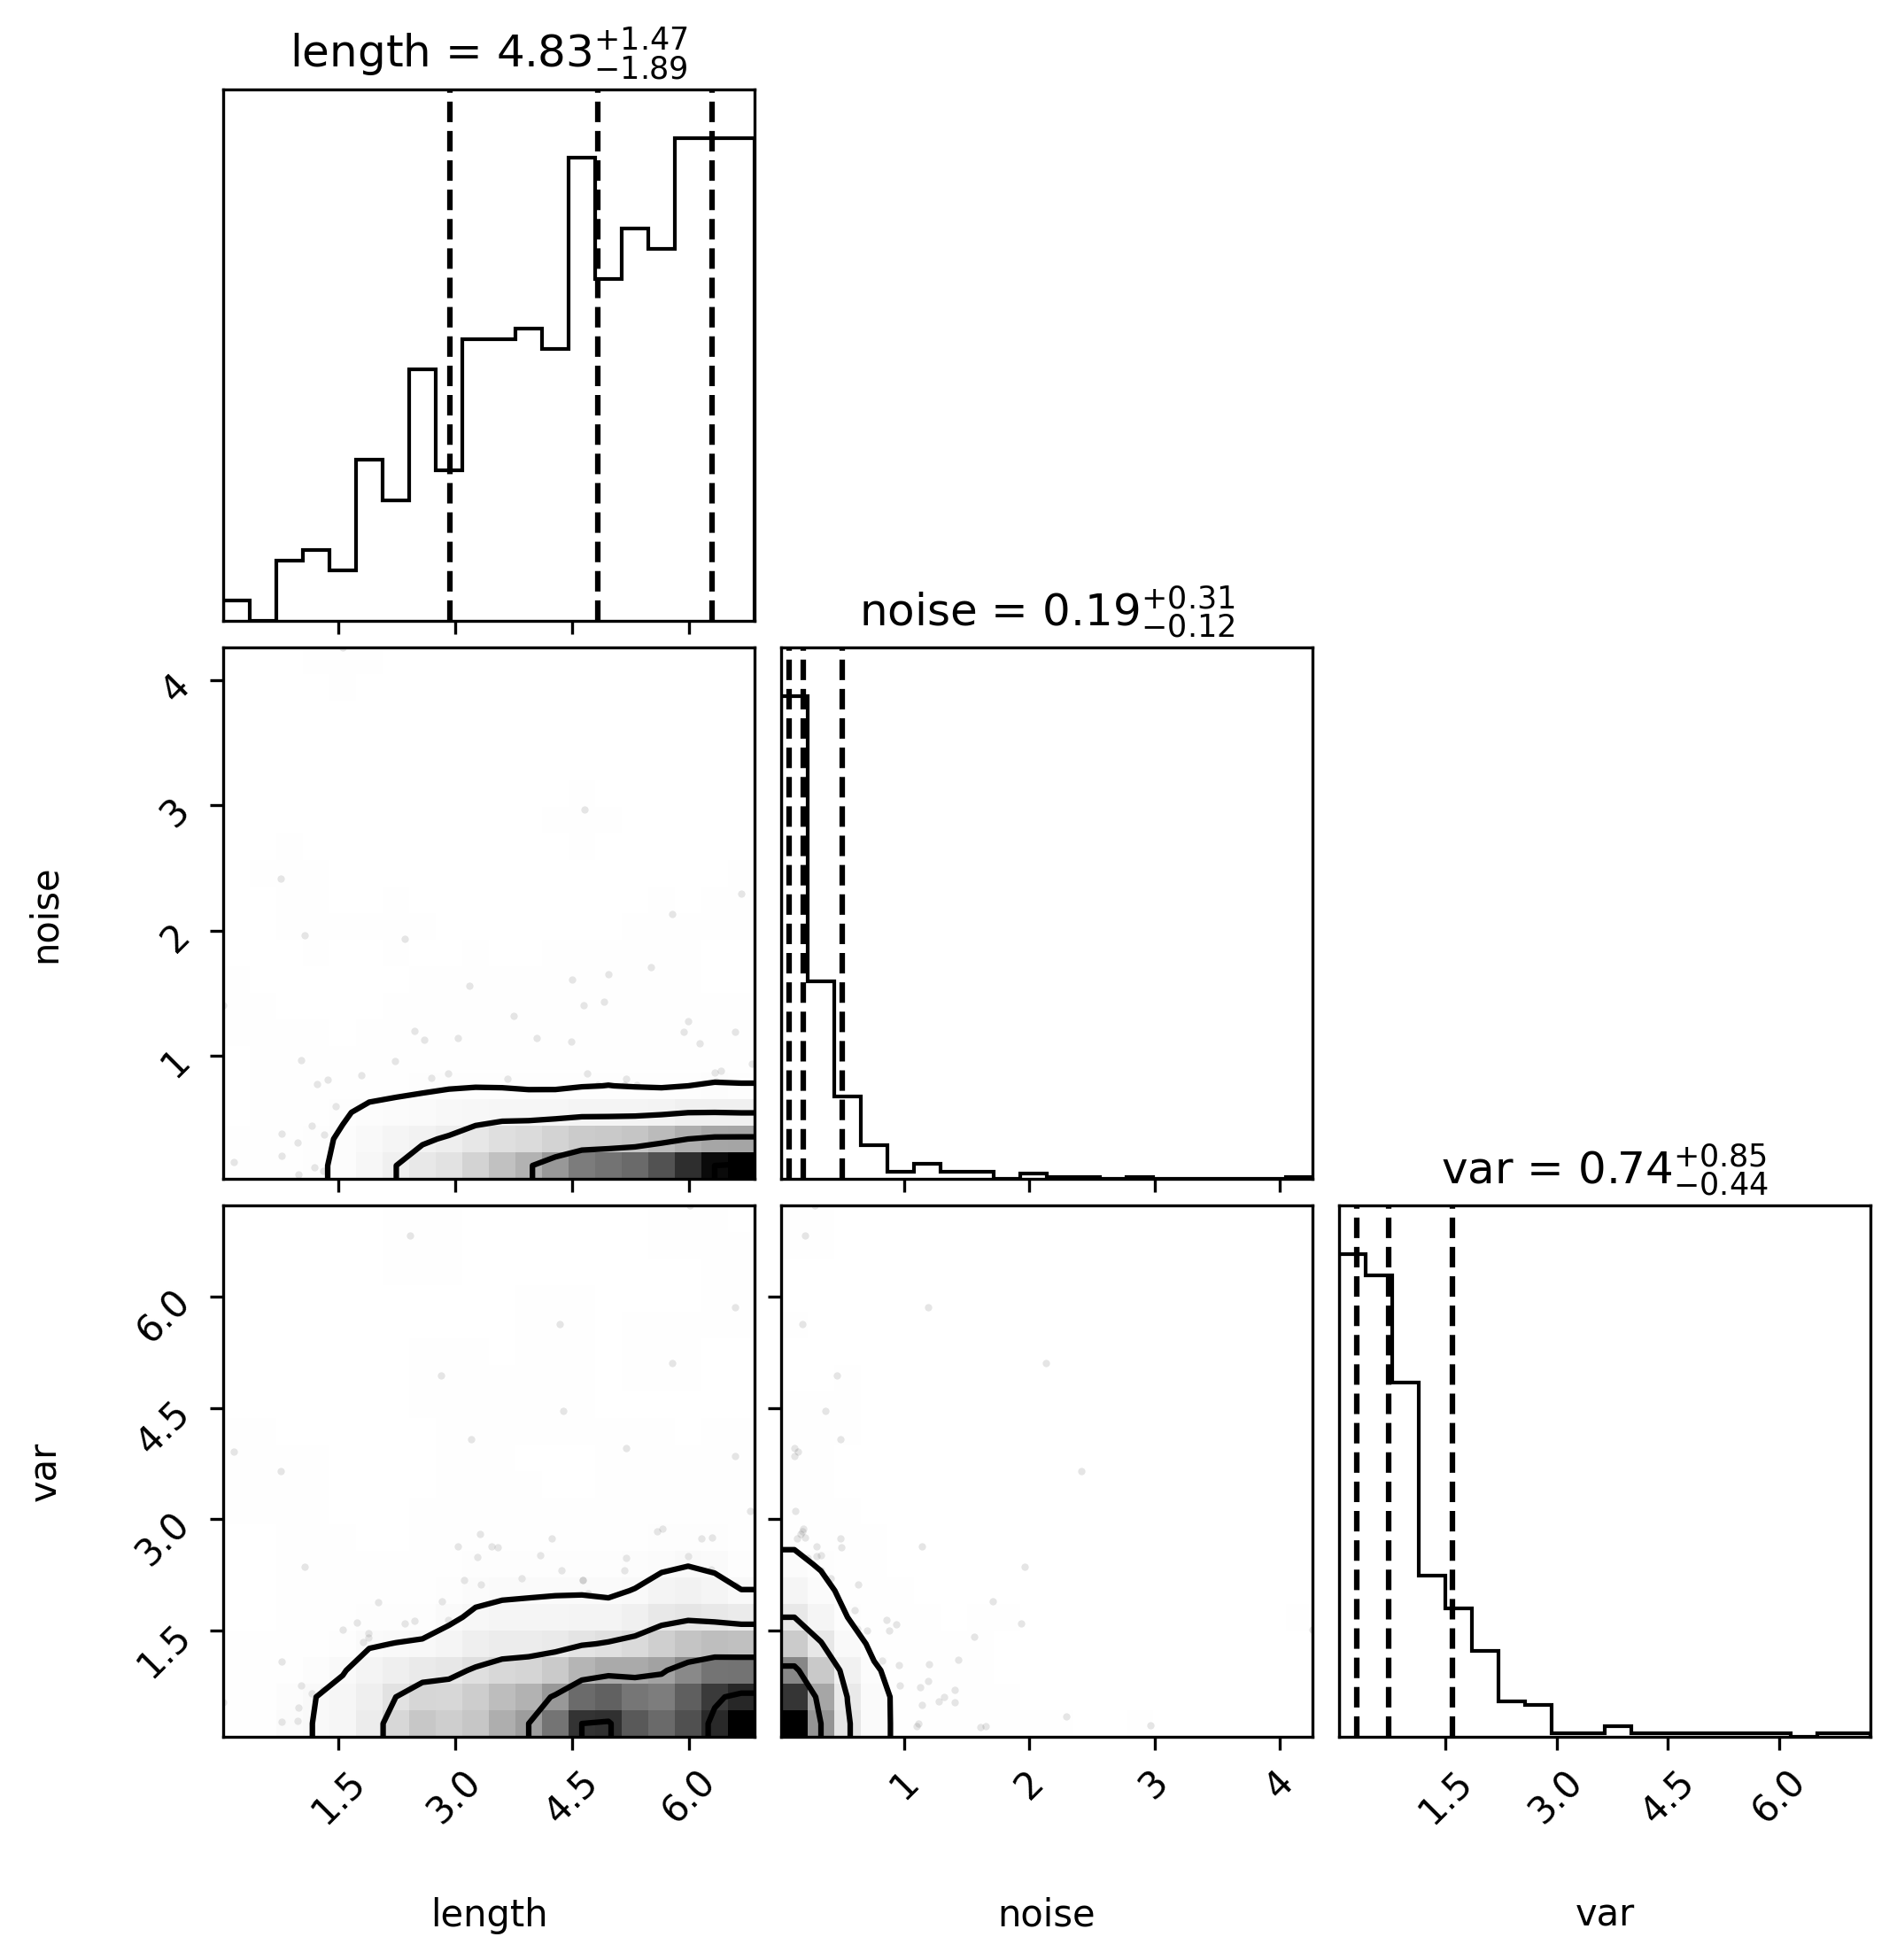 length = 4.83 +1.47 −1.89
noise = 0.19 +0.31 −0.12
4
3
2
1
noise
var = 0.74 +0.85 −0.44
6.0
4.5
3.0
1.5
var
1.5 3.0 4.5 6.0 1 2 3 4 1.5 3.0 4.5 6.0
length noise var